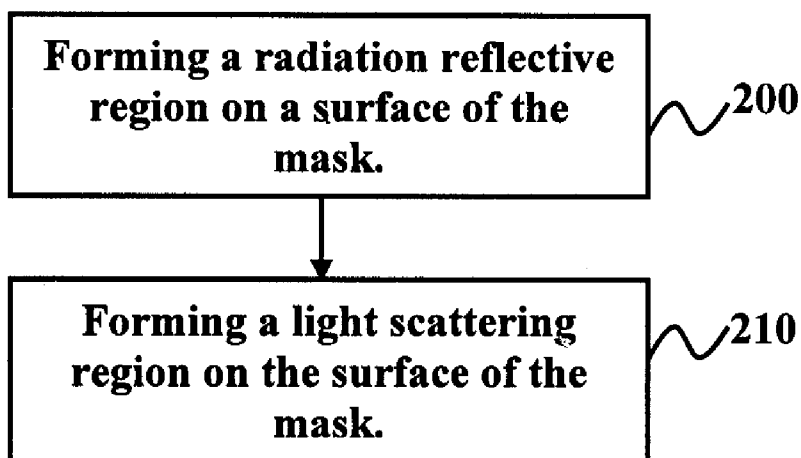 Forming a radiation reflective
region on a surface of the
mask.
200
Forming a light scattering
region on the surface of the
mask.
210